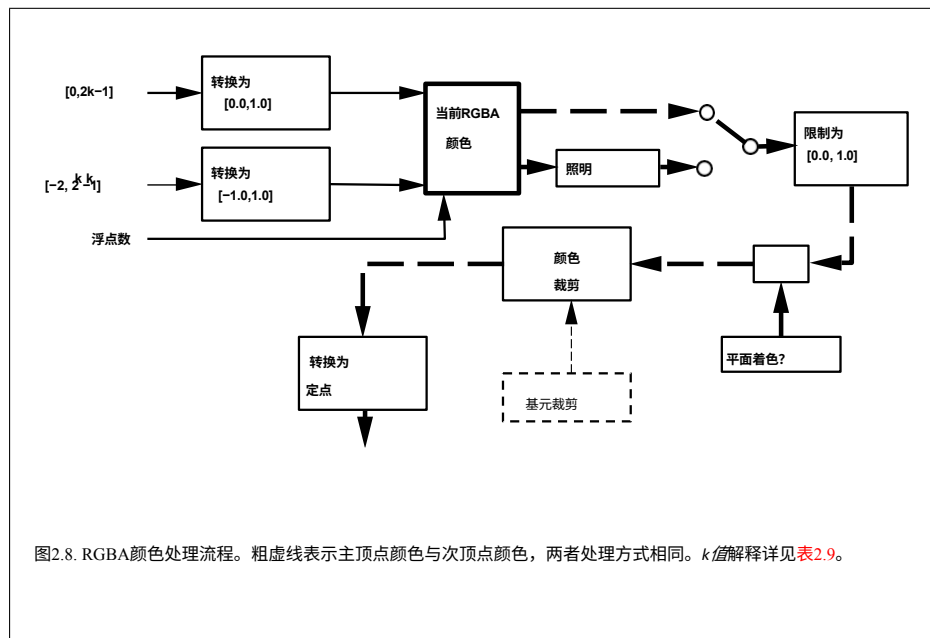 [0,2k−1]
转换为
[0.0,1.0]
当前RGBA
颜色
限制为
[0.0, 1.0]
照明
[−2, 2 −1]
k k
转换为
[−1.0,1.0]
浮点数
颜色
裁剪
平面着色?
转换为
定点
基元裁剪
图2.8. RGBA颜色处理流程。粗虚线表示主顶点颜色与次顶点颜色，两者处理方式相同。k值解释详见表2.9。